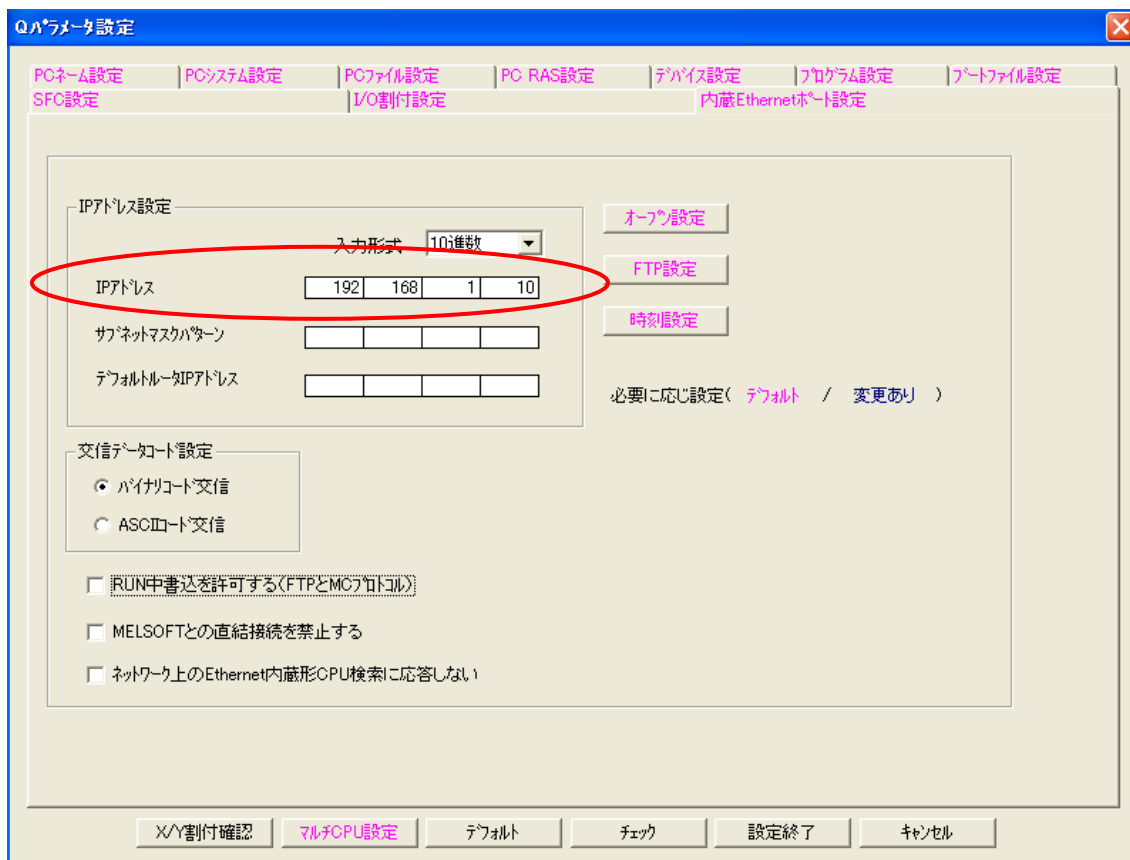 Qパラメータ設定
PCネーム設定 PCシステム設定 PCファイル設定 PC RAS設定 デバイス設定 プログラム設定 ブートファイル設定
SFC設定 I/O割付設定 内蔵Ethernetポート設定
IPアドレス設定
入力形式 10進数
IPアドレス 192 168 1 10
サブネットマスクパターン
デフォルトルータIPアドレス
オープン設定
FTP設定
時刻設定
必要に応じ設定( デフォルト / 変更あり )
交信データコード設定
バイナリコード交信
ASCIIコード交信
RUN中書込を許可する(FTPとMCプロトコル)
MELSOFTとの直結接続を禁止する
ネットワーク上のEthernet内蔵形CPU検索に応答しない
X/Y割付確認 マルチCPU設定 デフォルト チェック 設定終了 キャンセル